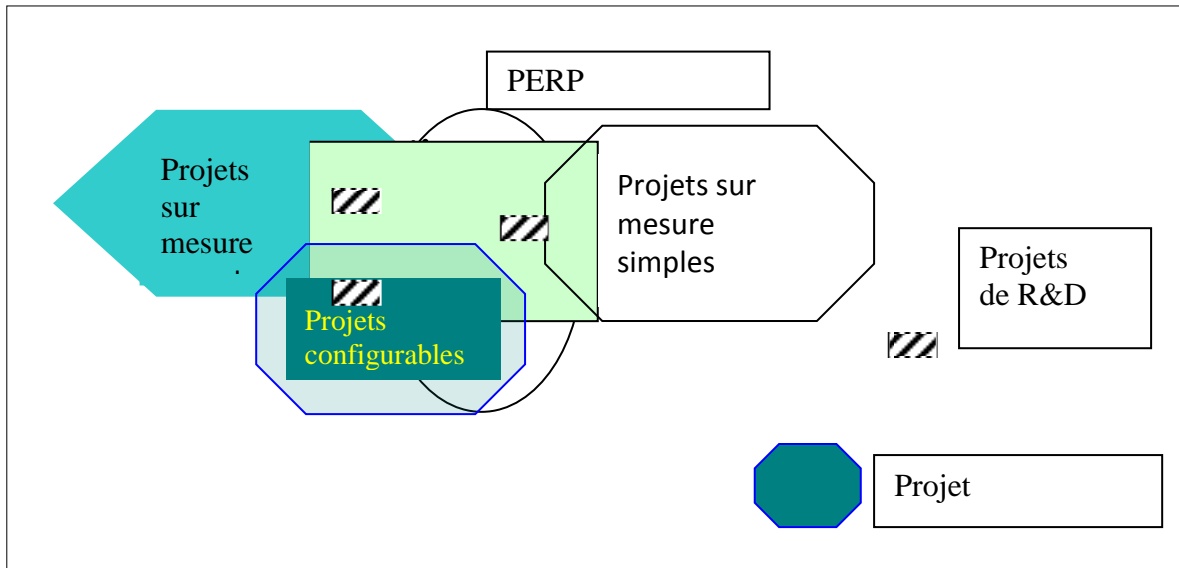 PERP
Projets
sur
mesure
Projets sur
mesure
simples
Projets
de R&D
Projets
configurables
Projet